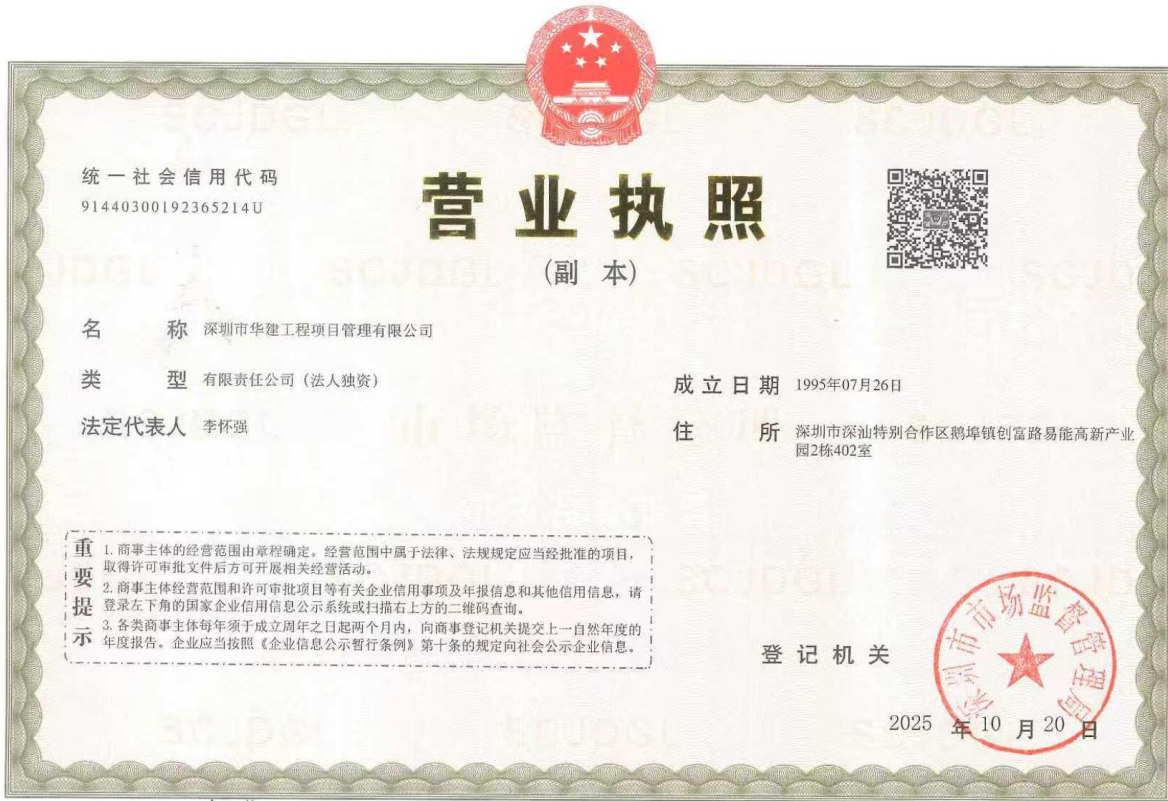 统一社会信用代码
91440300192365214U
营业执照
(副 本)
名 称 深圳市华建工程项目管理有限公司
类 型 有限责任公司（法人独资）
法定代表人 李怀强
成立日期 1995年07月26日
住 所 深圳市深汕特别合作区鹅埠镇创富路易能高新产业
园2栋402室
重要提示
1. 商事主体的经营范围由章程确定。经营范围中属于法律、法规规定应当经批准的项目，
取得许可审批文件后方可开展相关经营活动。
2. 商事主体经营范围和许可审批项目等有关企业信用事项及年报信息和其他信用信息，请
登录左下角的国家企业信用信息公示系统或扫描右上方的二维码查询。
3. 各类商事主体每年须于成立周年之日起两个月内，向商事登记机关提交上一自然年度的
年度报告。企业应当按照《企业信息公示暂行条例》第十条的规定向社会公示企业信息。
登记机关
深圳市市场监督管理局
2025 年 10 月 20 日